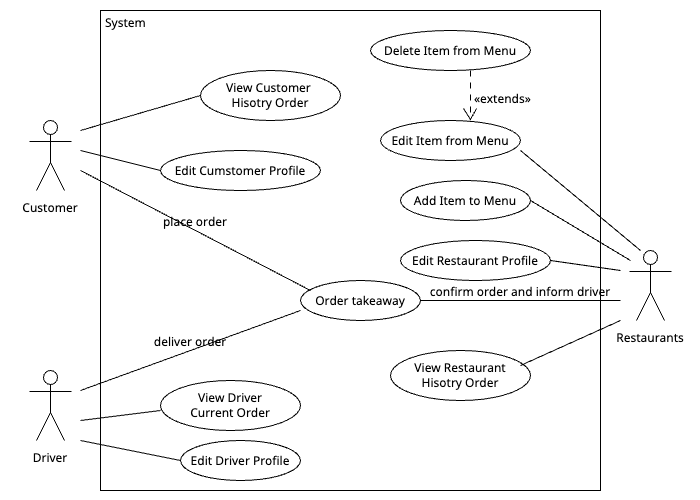 System
Delete Item from Menu
View Customer
Hisotry Order
«extends»
Edit Item from Menu
Edit Cumstomer Profile
Customer
Add Item to Menu
place order
Edit Restaurant Profile
Order takeaway
confirm order and inform driver
Restaurants
deliver order
View Restaurant
Hisotry Order
View Driver
Current Order
Driver
Edit Driver Profile